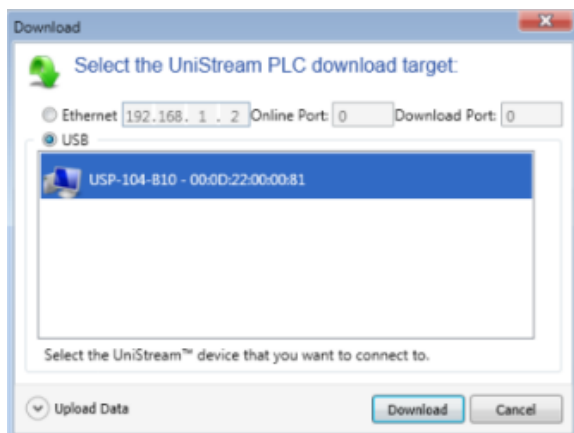 Download
Select the UniStream PLC download target:
Ethernet 192.168. 1 . 2 Online Port: 0 Download Port: 0
USB
USP-104-B10 - 00:0D:22:00:00:81
Select the UniStream™ device that you want to connect to.
Upload Data Download Cancel